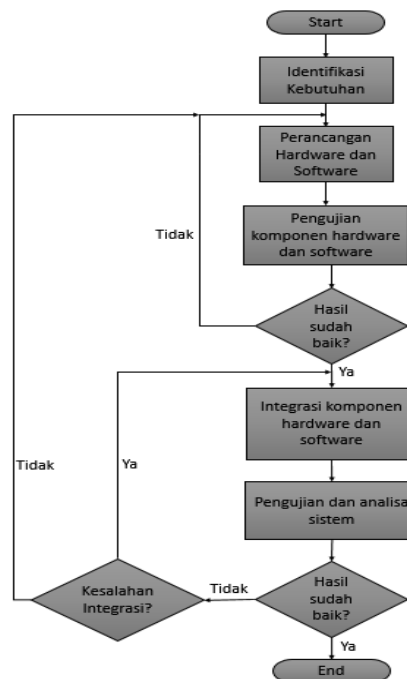 Start
Identifikasi
Kebutuhan
Perancangan
Hardware dan
Software
Pengujian
komponen hardware
dan software
Tidak
Hasil
sudah
baik?
Ya
Integrasi komponen
hardware dan
software
Ya
Tidak
Pengujian dan analisa
sistem
Kesalahan
Integrasi?
Tidak
Hasil
sudah
baik?
Ya
End